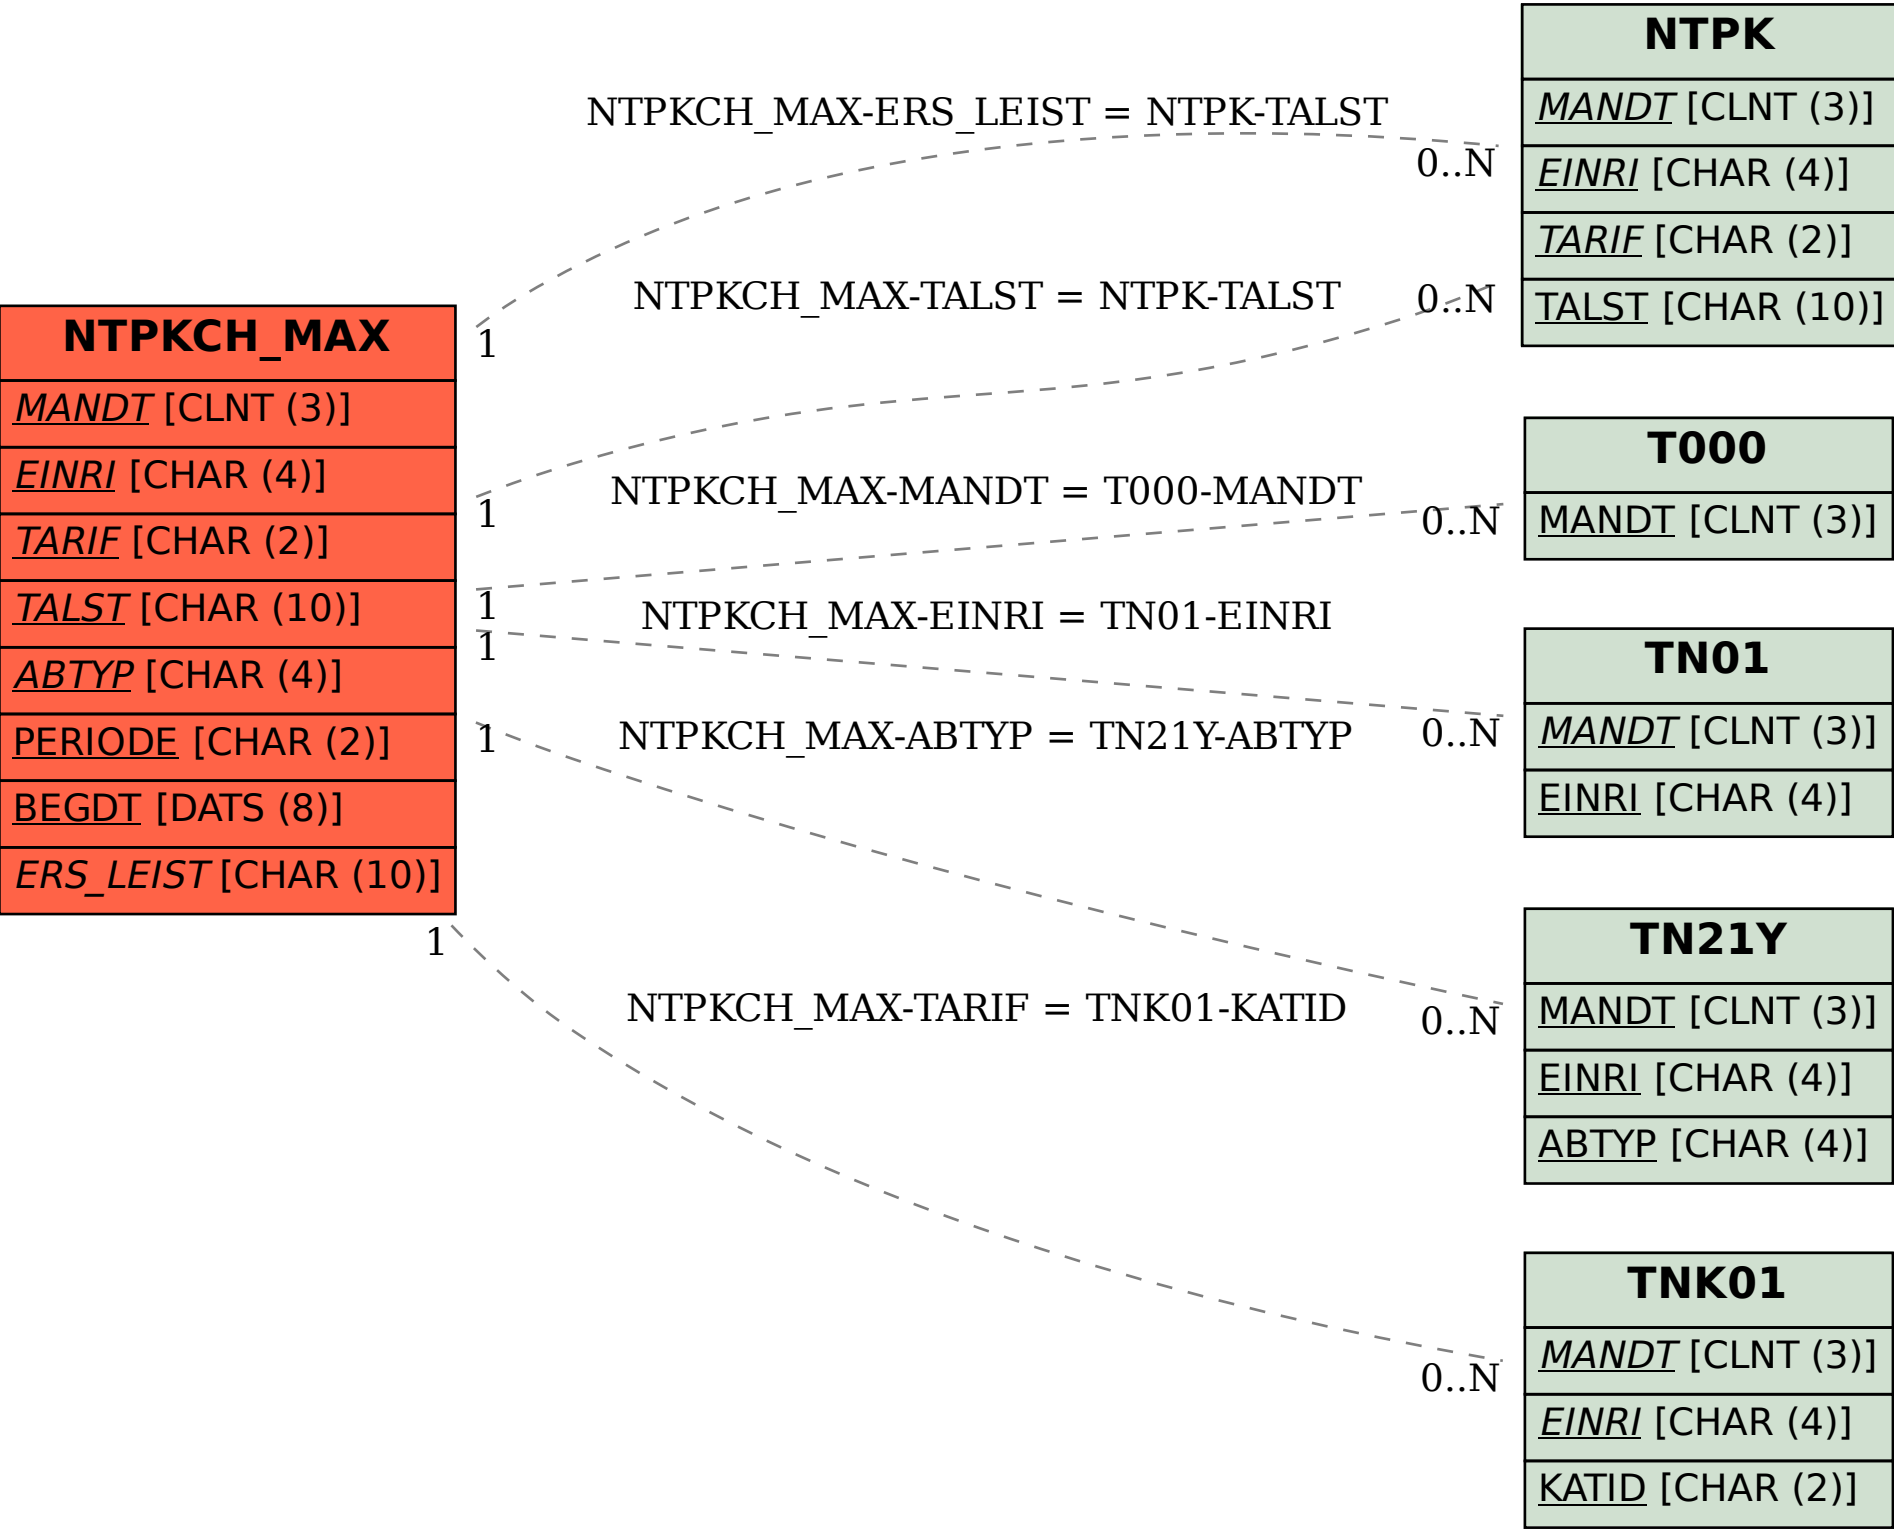 NTPKCH_MAX
MANDT [CLNT (3)]
EINRI [CHAR (4)]
TARIF [CHAR (2)]
TALST [CHAR (10)]
ABTYP [CHAR (4)]
PERIODE [CHAR (2)]
BEGDT [DATS (8)]
ERS_LEIST [CHAR (10)]
NTPKCH_MAX-ERS_LEIST = NTPK-TALST
1
0..N
NTPKCH_MAX-TALST = NTPK-TALST
1
0..N
NTPKCH_MAX-MANDT = T000-MANDT
1
0..N
NTPKCH_MAX-EINRI = TN01-EINRI
1
0..N
NTPKCH_MAX-ABTYP = TN21Y-ABTYP
1
0..N
NTPKCH_MAX-TARIF = TNK01-KATID
1
0..N
NTPK
MANDT [CLNT (3)]
EINRI [CHAR (4)]
TARIF [CHAR (2)]
TALST [CHAR (10)]
T000
MANDT [CLNT (3)]
TN01
MANDT [CLNT (3)]
EINRI [CHAR (4)]
TN21Y
MANDT [CLNT (3)]
EINRI [CHAR (4)]
ABTYP [CHAR (4)]
TNK01
MANDT [CLNT (3)]
EINRI [CHAR (4)]
KATID [CHAR (2)]